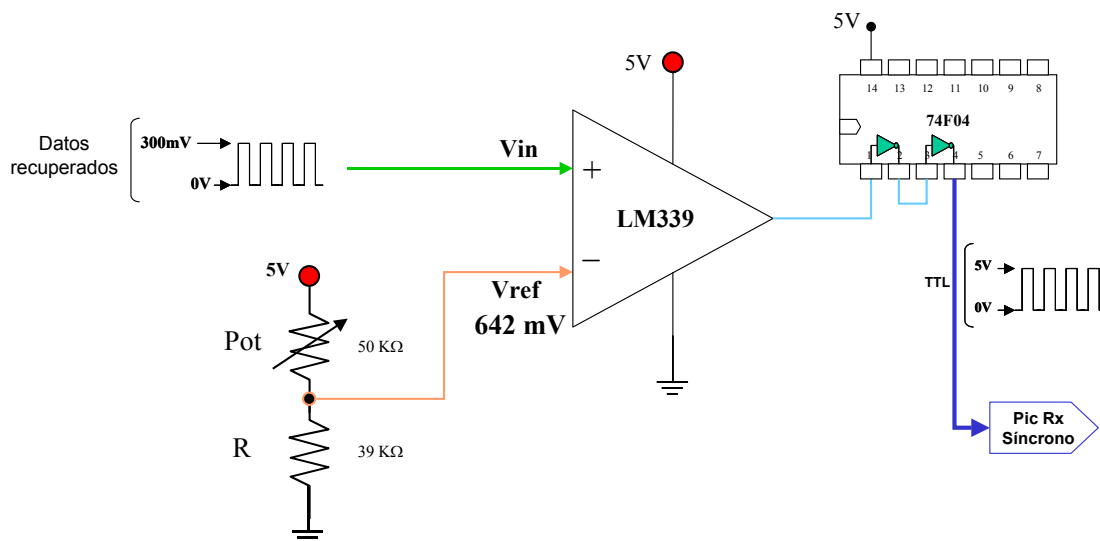 Datos
recuperados
300mV
0V
Vin
5V
+
LM339
−
Vref
642 mV
5V
Pot
50 KΩ
R
39 KΩ
5V
14 13 12 11 10 9 8
74F04
1 2 3 4 5 6 7
TTL
5V
0V
Pic Rx
Síncrono